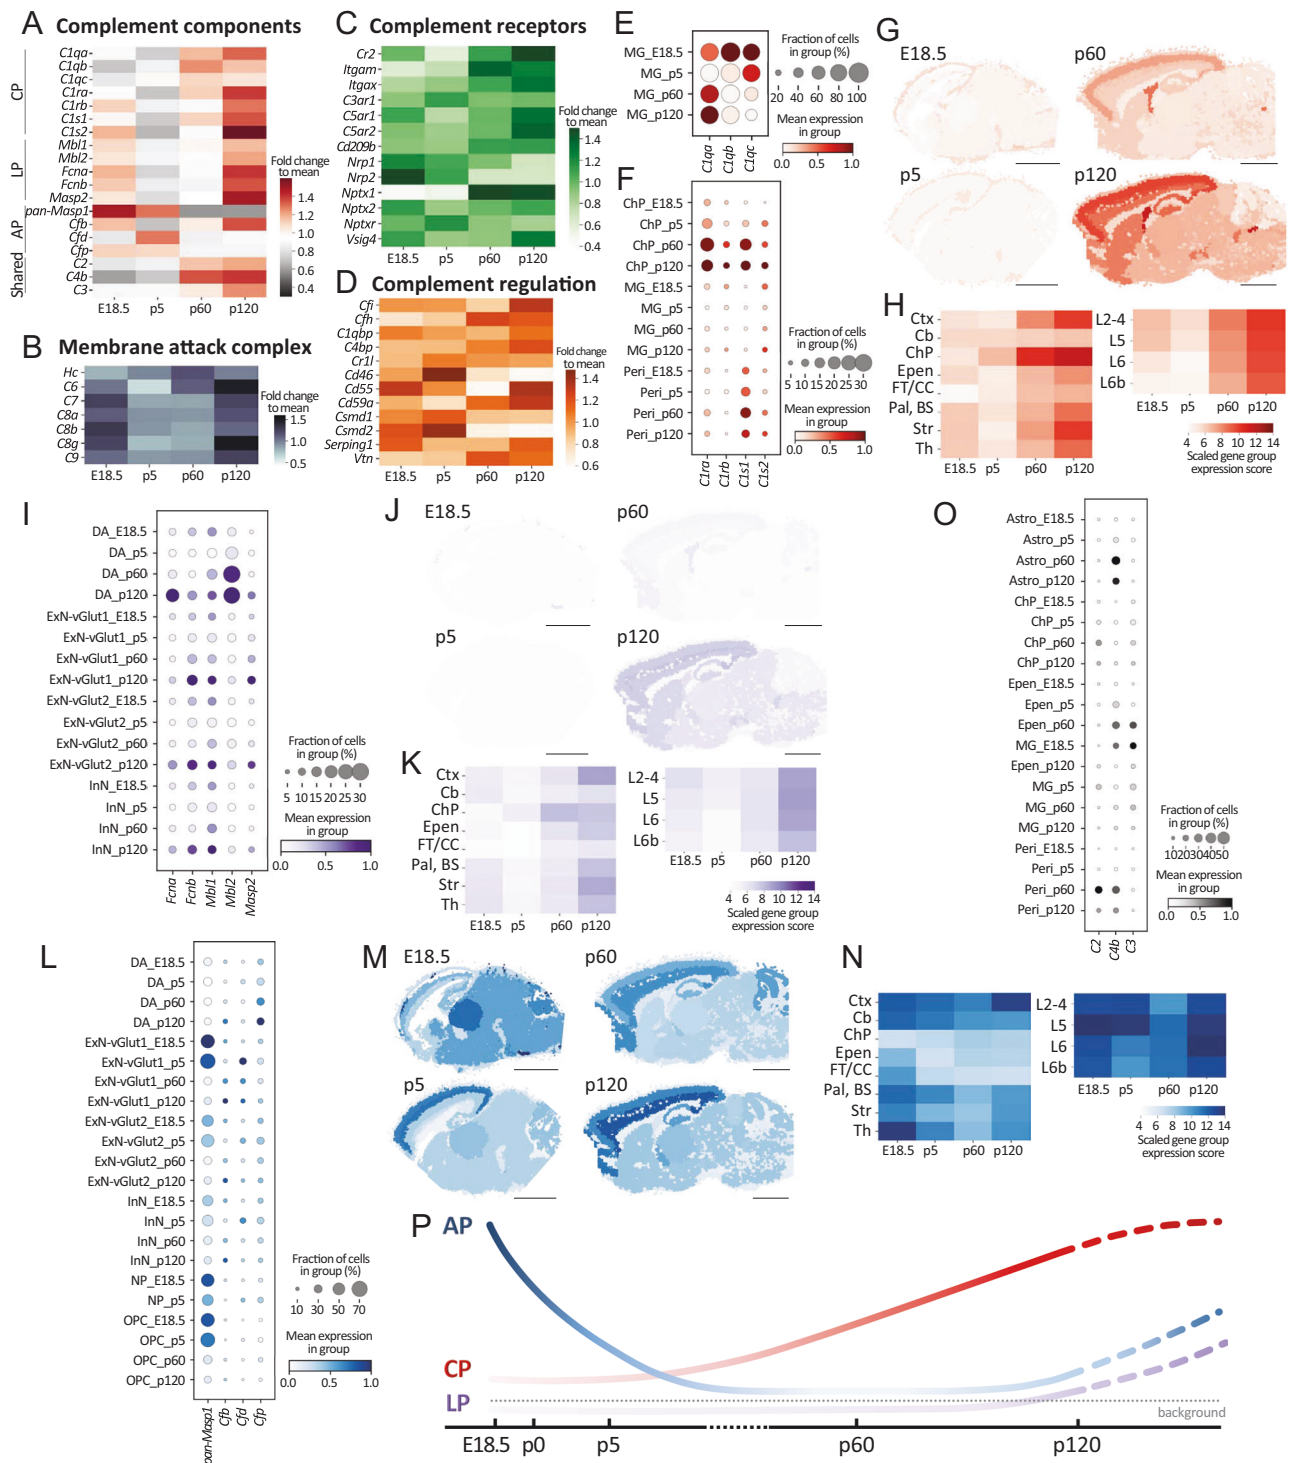 A Complement components
CP
LP
AP
Shared
C1qa
C1qb
C1qc
C1ra
C1rb
C1s1
C1s2
Mbl1
Mbl2
Fcna
Fcnb
Masp2
pan-Masp1
Cfb
Cfd
Cfp
C2
C4b
C3
E18.5 p5 p60 p120
Fold change
to mean
1.4
1.2
1.0
0.8
0.6
0.4
B Membrane attack complex
Hc
C6
C7
C8a
C8b
C8g
C9
E18.5 p5 p60 p120
Fold change
to mean
1.5
1.0
0.5
C Complement receptors
Cr2
Itgam
Itgax
C3ar1
C5ar1
C5ar2
Cd209b
Nrp1
Nrp2
Nptx1
Nptx2
Nptxr
Vsig4
E18.5 p5 p60 p120
Fold change
to mean
1.4
1.2
1.0
0.8
0.6
0.4
D Complement regulation
Cfi
Cfh
C1qbp
C4bp
Cr1l
Cd46
Cd55
Cd59a
Csmd1
Csmd2
Serping1
Vtn
E18.5 p5 p60 p120
Fold change
to mean
1.4
1.2
1.0
0.8
0.6
E
MG_E18.5
MG_p5
MG_p60
MG_p120
C1qa C1qb C1qc
Fraction of cells
in group (%)
20 40 60 80 100
Mean expression
in group
0.0 0.5 1.0
F
ChP_E18.5
ChP_p5
ChP_p60
ChP_p120
MG_E18.5
MG_p5
MG_p60
MG_p120
Peri_E18.5
Peri_p5
Peri_p60
Peri_p120
C1ra C1rb C1s1 C1s2
Fraction of cells
in group (%)
5 10 15 20 25 30
Mean expression
in group
0.0 0.5 1.0
G
E18.5 p60
p5 p120
H
Ctx
Cb
ChP
Epen
FT/CC
Pal, BS
Str
Th
E18.5 p5 p60 p120
L2-4
L5
L6
L6b
E18.5 p5 p60 p120
4 6 8 10 12 14
Scaled gene group
expression score
I
DA_E18.5
DA_p5
DA_p60
DA_p120
ExN-vGlut1_E18.5
ExN-vGlut1_p5
ExN-vGlut1_p60
ExN-vGlut1_p120
ExN-vGlut2_E18.5
ExN-vGlut2_p5
ExN-vGlut2_p60
ExN-vGlut2_p120
InN_E18.5
InN_p5
InN_p60
InN_p120
Fcna Fcnb Mbl1 Mbl2 Masp2
Fraction of cells
in group (%)
5 10 15 20 25 30
Mean expression
in group
0.0 0.5 1.0
J
E18.5 p60
p5 p120
K
Ctx
Cb
ChP
Epen
FT/CC
Pal, BS
Str
Th
E18.5 p5 p60 p120
L2-4
L5
L6
L6b
E18.5 p5 p60 p120
4 6 8 10 12 14
Scaled gene group
expression score
O
Astro_E18.5
Astro_p5
Astro_p60
Astro_p120
ChP_E18.5
ChP_p5
ChP_p60
ChP_p120
Epen_E18.5
Epen_p5
Epen_p60
MG_E18.5
Epen_p120
MG_p5
MG_p60
MG_p120
Peri_E18.5
Peri_p5
Peri_p60
Peri_p120
C2 C4b C3
Fraction of cells
in group (%)
10 20 30 40 50
Mean expression
in group
0.0 0.5 1.0
L
DA_E18.5
DA_p5
DA_p60
DA_p120
ExN-vGlut1_E18.5
ExN-vGlut1_p5
ExN-vGlut1_p60
ExN-vGlut1_p120
ExN-vGlut2_E18.5
ExN-vGlut2_p5
ExN-vGlut2_p60
ExN-vGlut2_p120
InN_E18.5
InN_p5
InN_p60
InN_p120
NP_E18.5
NP_p5
OPC_E18.5
OPC_p5
OPC_p60
OPC_p120
pan-Masp1 Cfb Cfd Cfp
Fraction of cells
in group (%)
10 30 50 70
Mean expression
in group
0.0 0.5 1.0
M
E18.5 p60
p5 p120
N
Ctx
Cb
ChP
Epen
FT/CC
Pal, BS
Str
Th
E18.5 p5 p60 p120
L2-4
L5
L6
L6b
E18.5 p5 p60 p120
4 6 8 10 12 14
Scaled gene group
expression score
P AP
CP
LP
background
E18.5 p0 p5 p60 p120